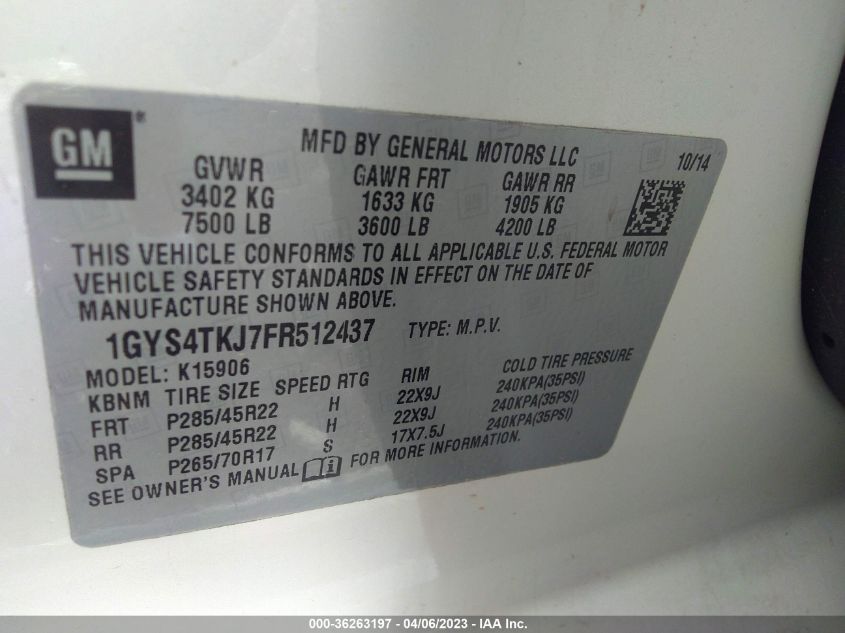 GM
MFD BY GENERAL MOTORS LLC 10/14
GVWR GAWR FRT GAWR RR
3402 KG 1633 KG 1905 KG
7500 LB 3600 LB 4200 LB
THIS VEHICLE CONFORMS TO ALL APPLICABLE U.S. FEDERAL MOTOR
VEHICLE SAFETY STANDARDS IN EFFECT ON THE DATE OF
MANUFACTURE SHOWN ABOVE.
1GYS4TKJ7FR512437 TYPE: M.P.V.
MODEL: K15906
KBNM TIRE SIZE SPEED RTG RIM COLD TIRE PRESSURE
FRT P285/45R22 H 22X9J 240KPA(35PSI)
RR P285/45R22 H 22X9J 240KPA(35PSI)
SPA P265/70R17 S 17X7.5J 240KPA(35PSI)
SEE OWNER'S MANUAL FOR MORE INFORMATION.
000-36263197 - 04/06/2023 - IAA Inc.